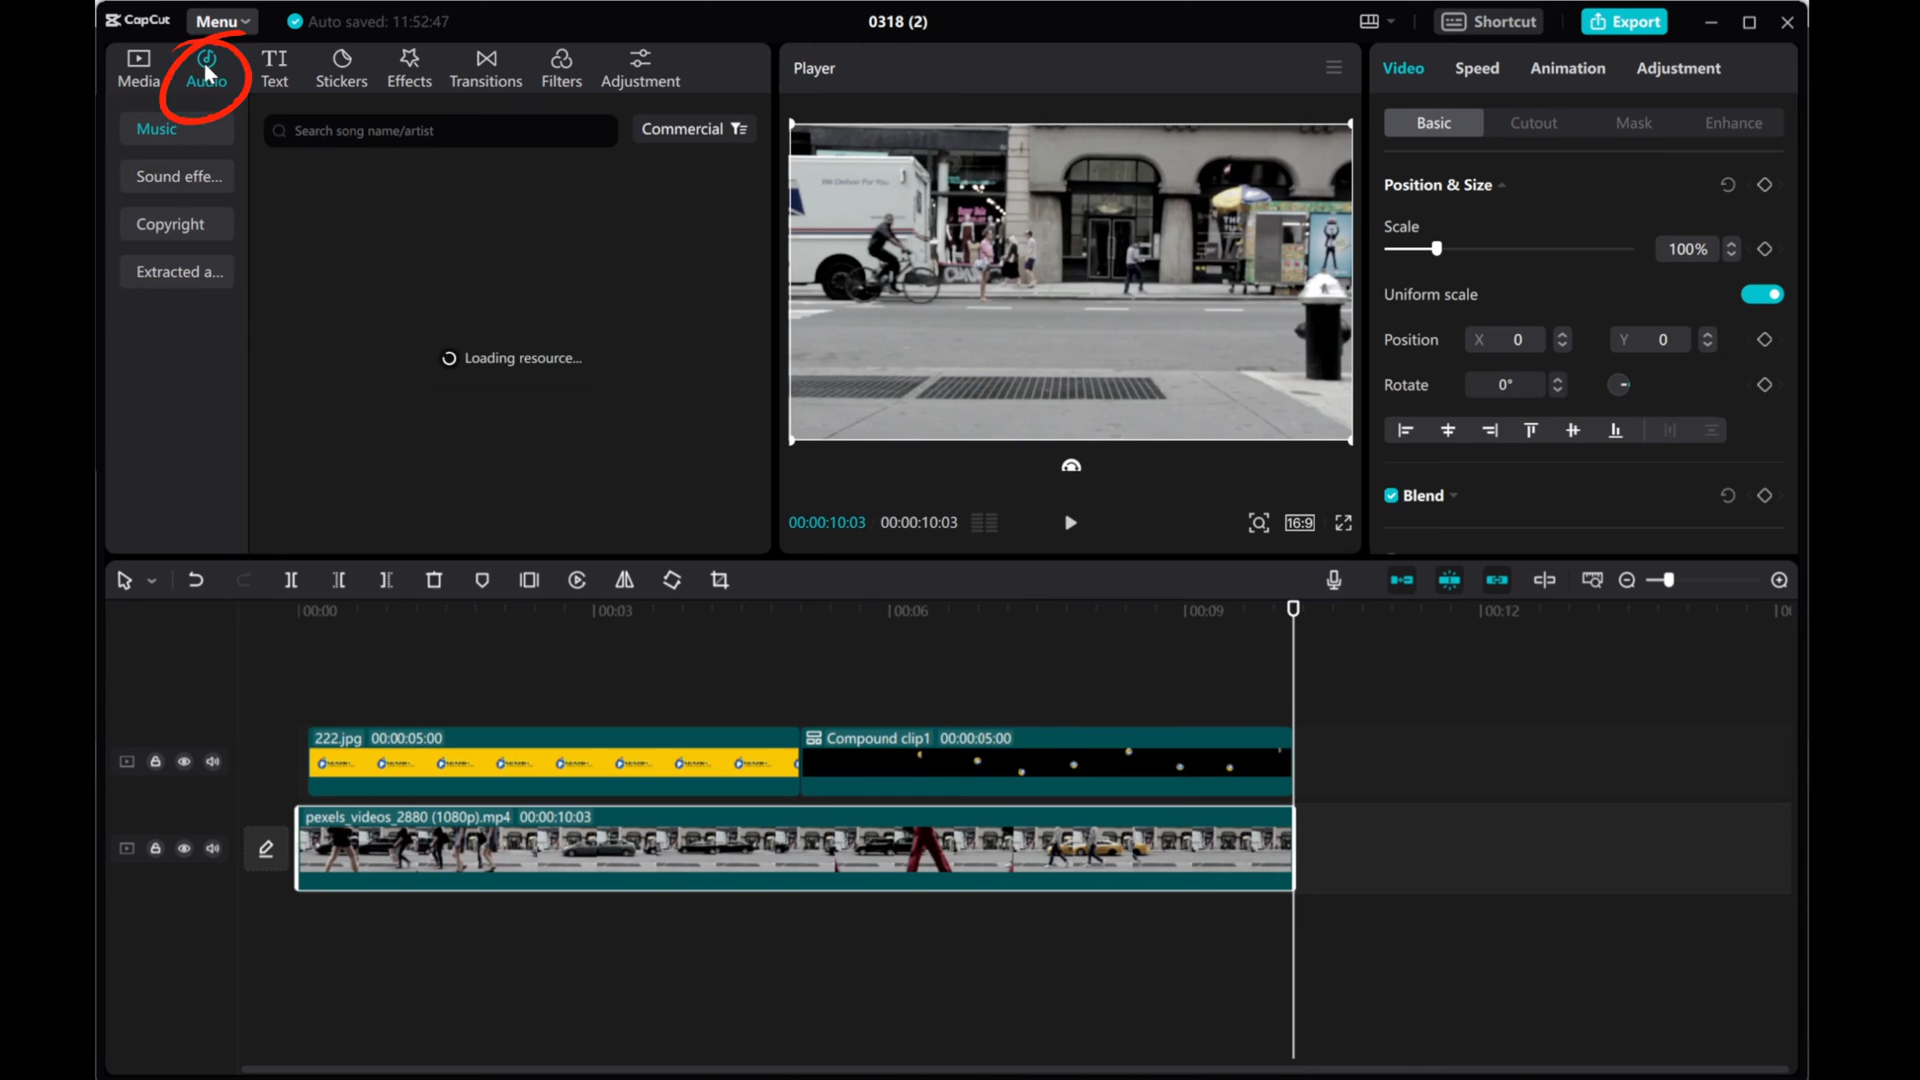 CapCut Menu Auto saved: 11:52:47 0318 (2) Shortcut Export
Media Audio Text Stickers Effects Transitions Filters Adjustment
Player
Video Speed Animation Adjustment
Music
Search song name/artist Commercial
Basic Cutout Mask Enhance
Sound effe...
Copyright
Extracted a...
Loading resource...
We Deliver For You.
Position & Size
Scale
100%
Uniform scale
Position X 0 Y 0
Rotate 0°
Blend
00:00:10:03 00:00:10:03 16:9
00:00 00:03 00:06 00:09 00:12
222.jpg 00:00:05:00 Compound clip1 00:00:05:00
pexels_videos_2880 (1080p).mp4 00:00:10:03